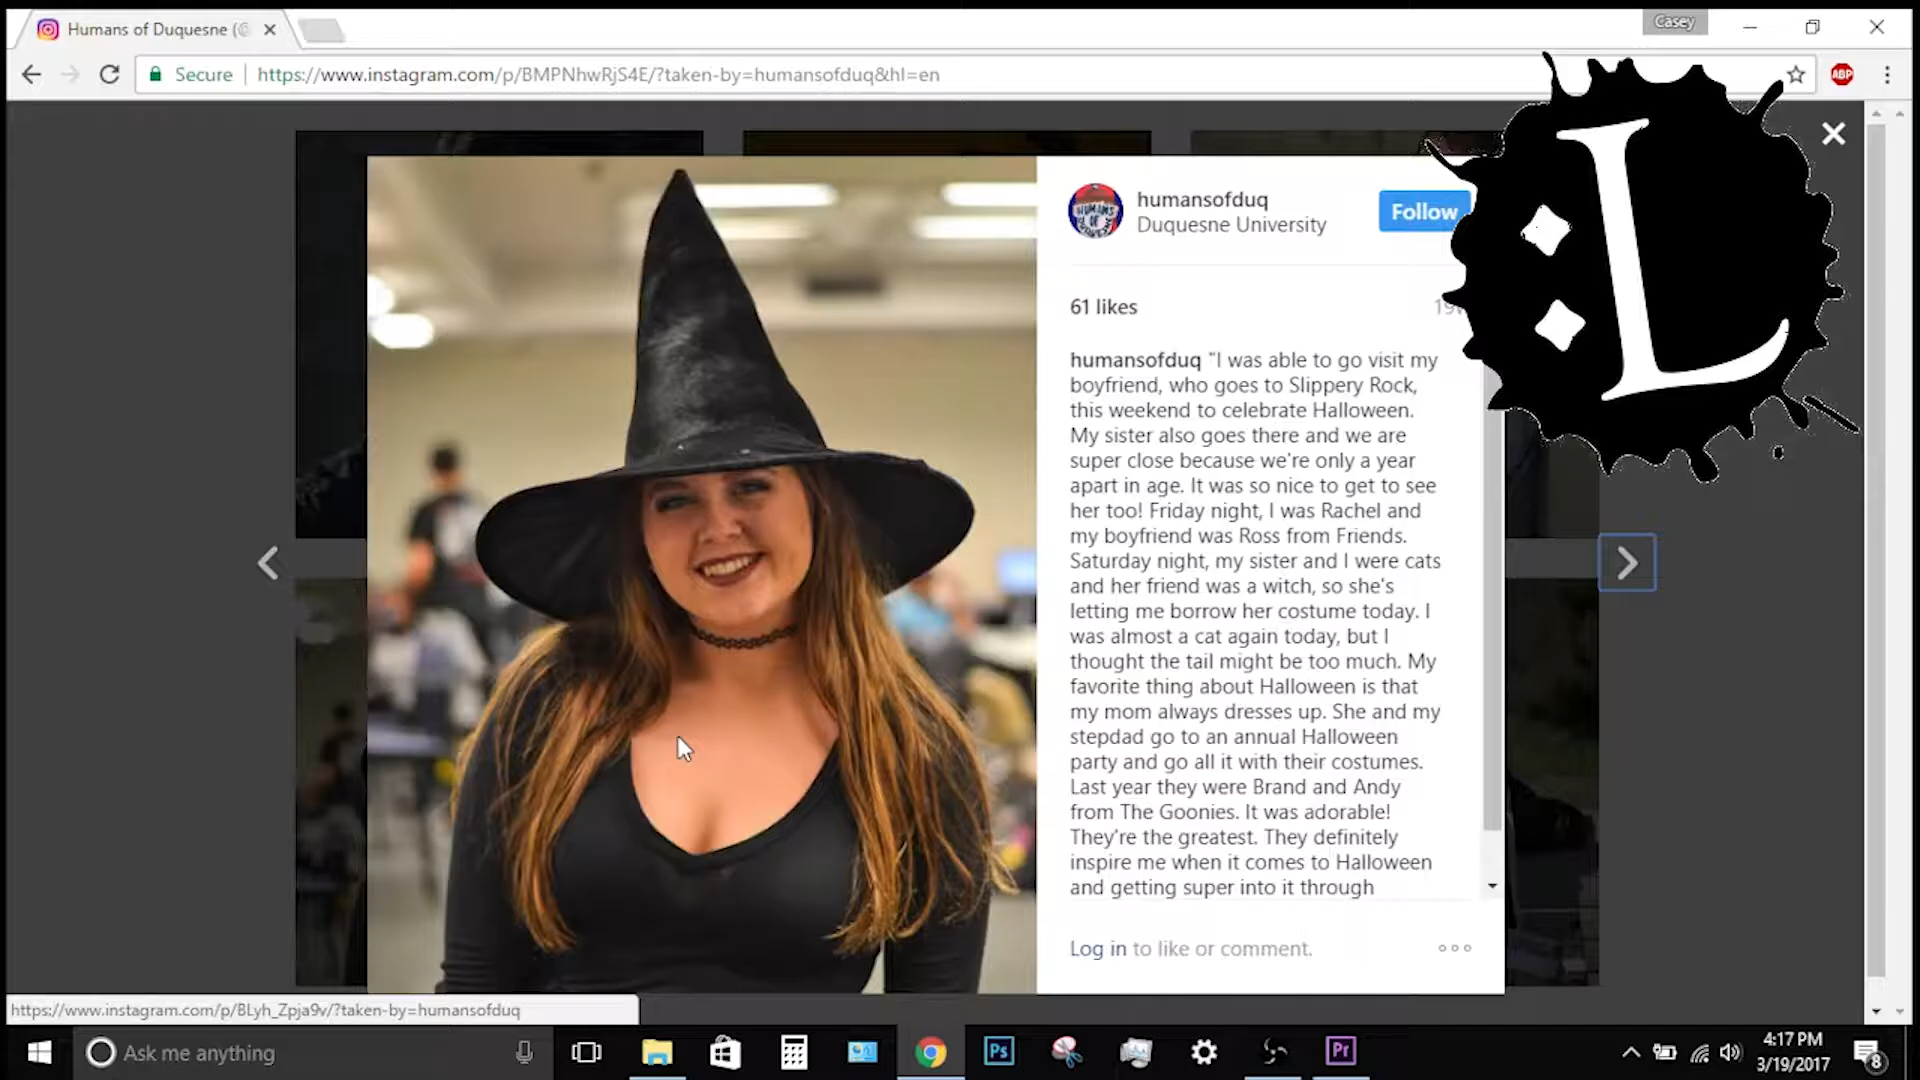 Humans of Duquesne (@
Casey
Secure
https://www.instagram.com/p/BMPNhwRjS4E/?taken-by=humansofduq&hl=en
ABP
L
humansofduq
Duquesne University
Follow
61 likes
humansofduq "I was able to go visit my
boyfriend, who goes to Slippery Rock,
this weekend to celebrate Halloween.
My sister also goes there and we are
super close because we're only a year
apart in age. It was so nice to get to see
her too! Friday night, I was Rachel and
my boyfriend was Ross from Friends.
Saturday night, my sister and I were cats
and her friend was a witch, so she's
letting me borrow her costume today. I
was almost a cat again today, but I
thought the tail might be too much. My
favorite thing about Halloween is that
my mom always dresses up. She and my
stepdad go to an annual Halloween
party and go all it with their costumes.
Last year they were Brand and Andy
from The Goonies. It was adorable!
They're the greatest. They definitely
inspire me when it comes to Halloween
and getting super into it through
Log in to like or comment.
https://www.instagram.com/p/BLyh_Zpja9v/?taken-by=humansofduq
Ask me anything
Ps
Pr
4:17 PM
3/19/2017
8